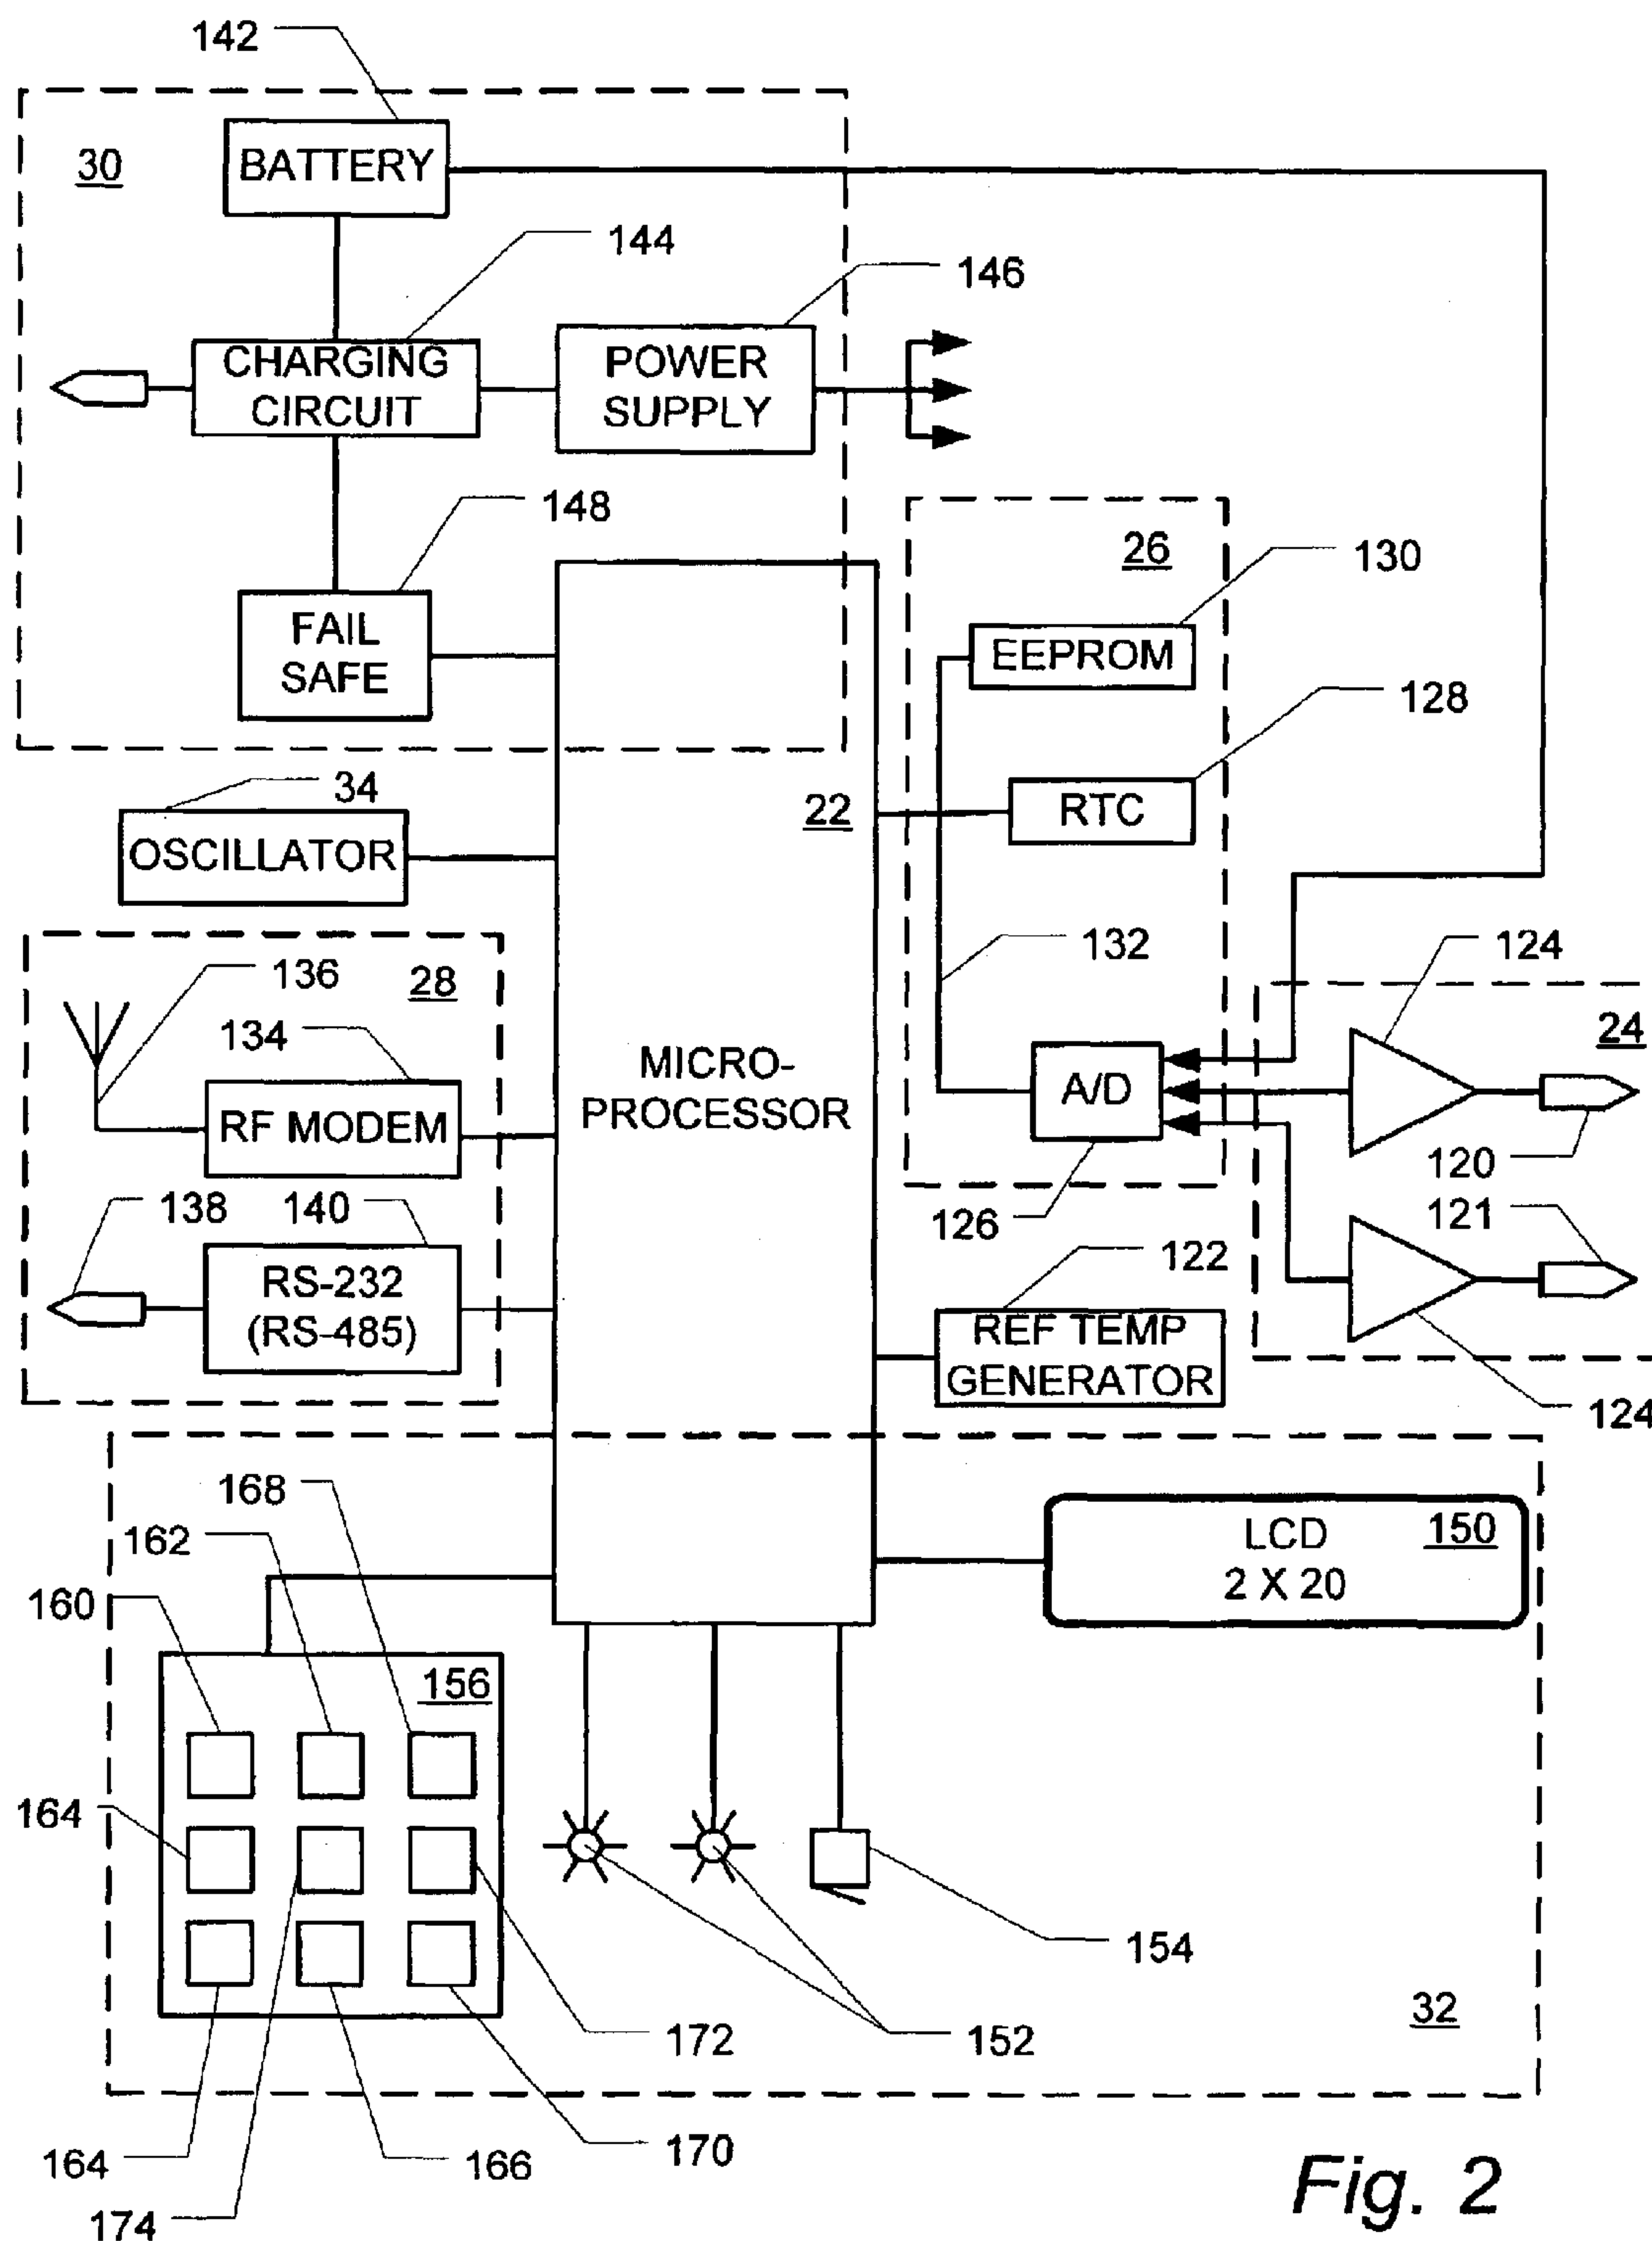 142
30
BATTERY
144
146
CHARGING
CIRCUIT
POWER
SUPPLY
148
26
130
FAIL
SAFE
EEPROM
128
34
22
RTC
OSCILLATOR
132
124
136
28
24
134
MICRO-
PROCESSOR
A/D
RF MODEM
120
138
140
126
121
122
RS-232
(RS-485)
REF TEMP
GENERATOR
124
168
162
LCD
2 X 20
150
160
156
164
154
32
172
152
164
166
170
174
Fig. 2